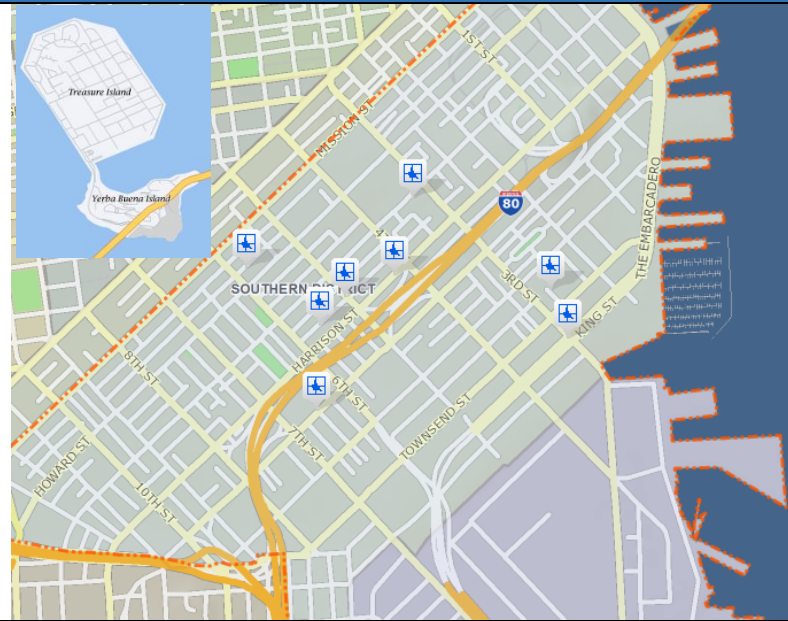 Treasure Island
Yerba Buena Island
1ST ST
MISSION ST
80
THE EMBARCADERO
SOUTHERN DISTRICT
3RD ST
KING ST
HARRISON ST
8TH ST
6TH ST
TOWNSEND ST
7TH ST
HOWARD ST
10TH ST